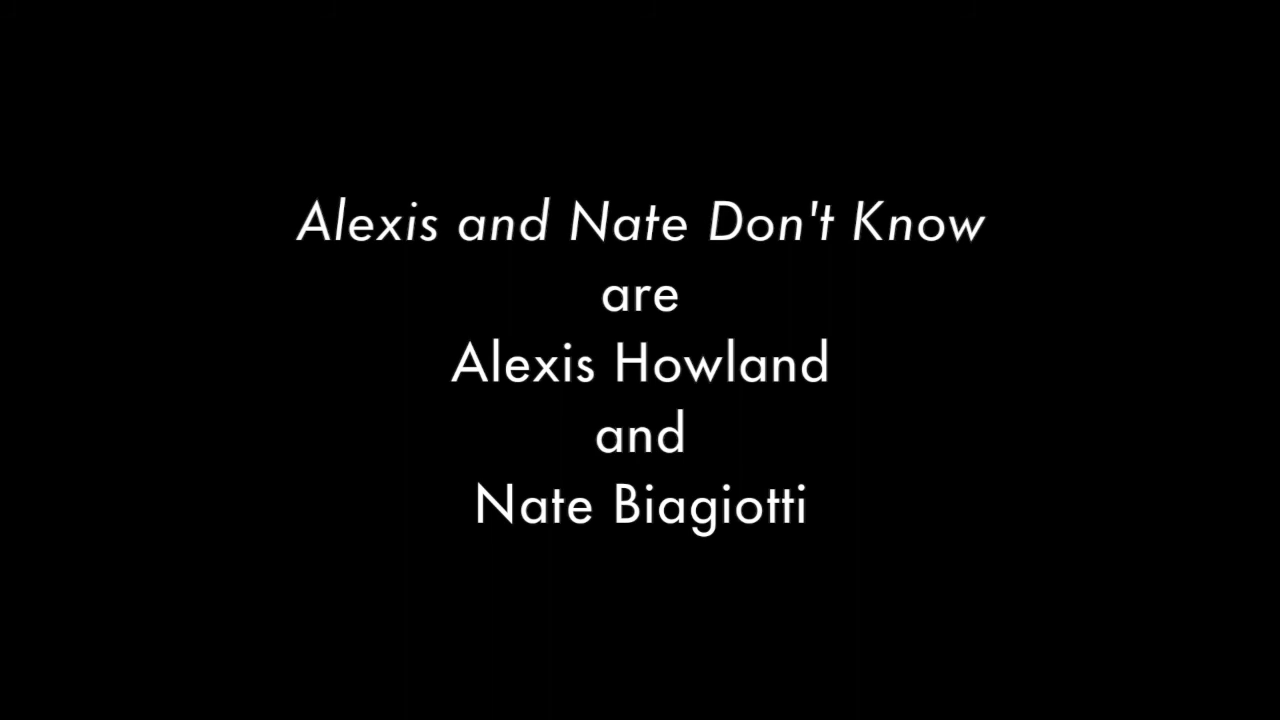 Alexis and Nate Don't Know
are
Alexis Howland
and
Nate Biagiotti